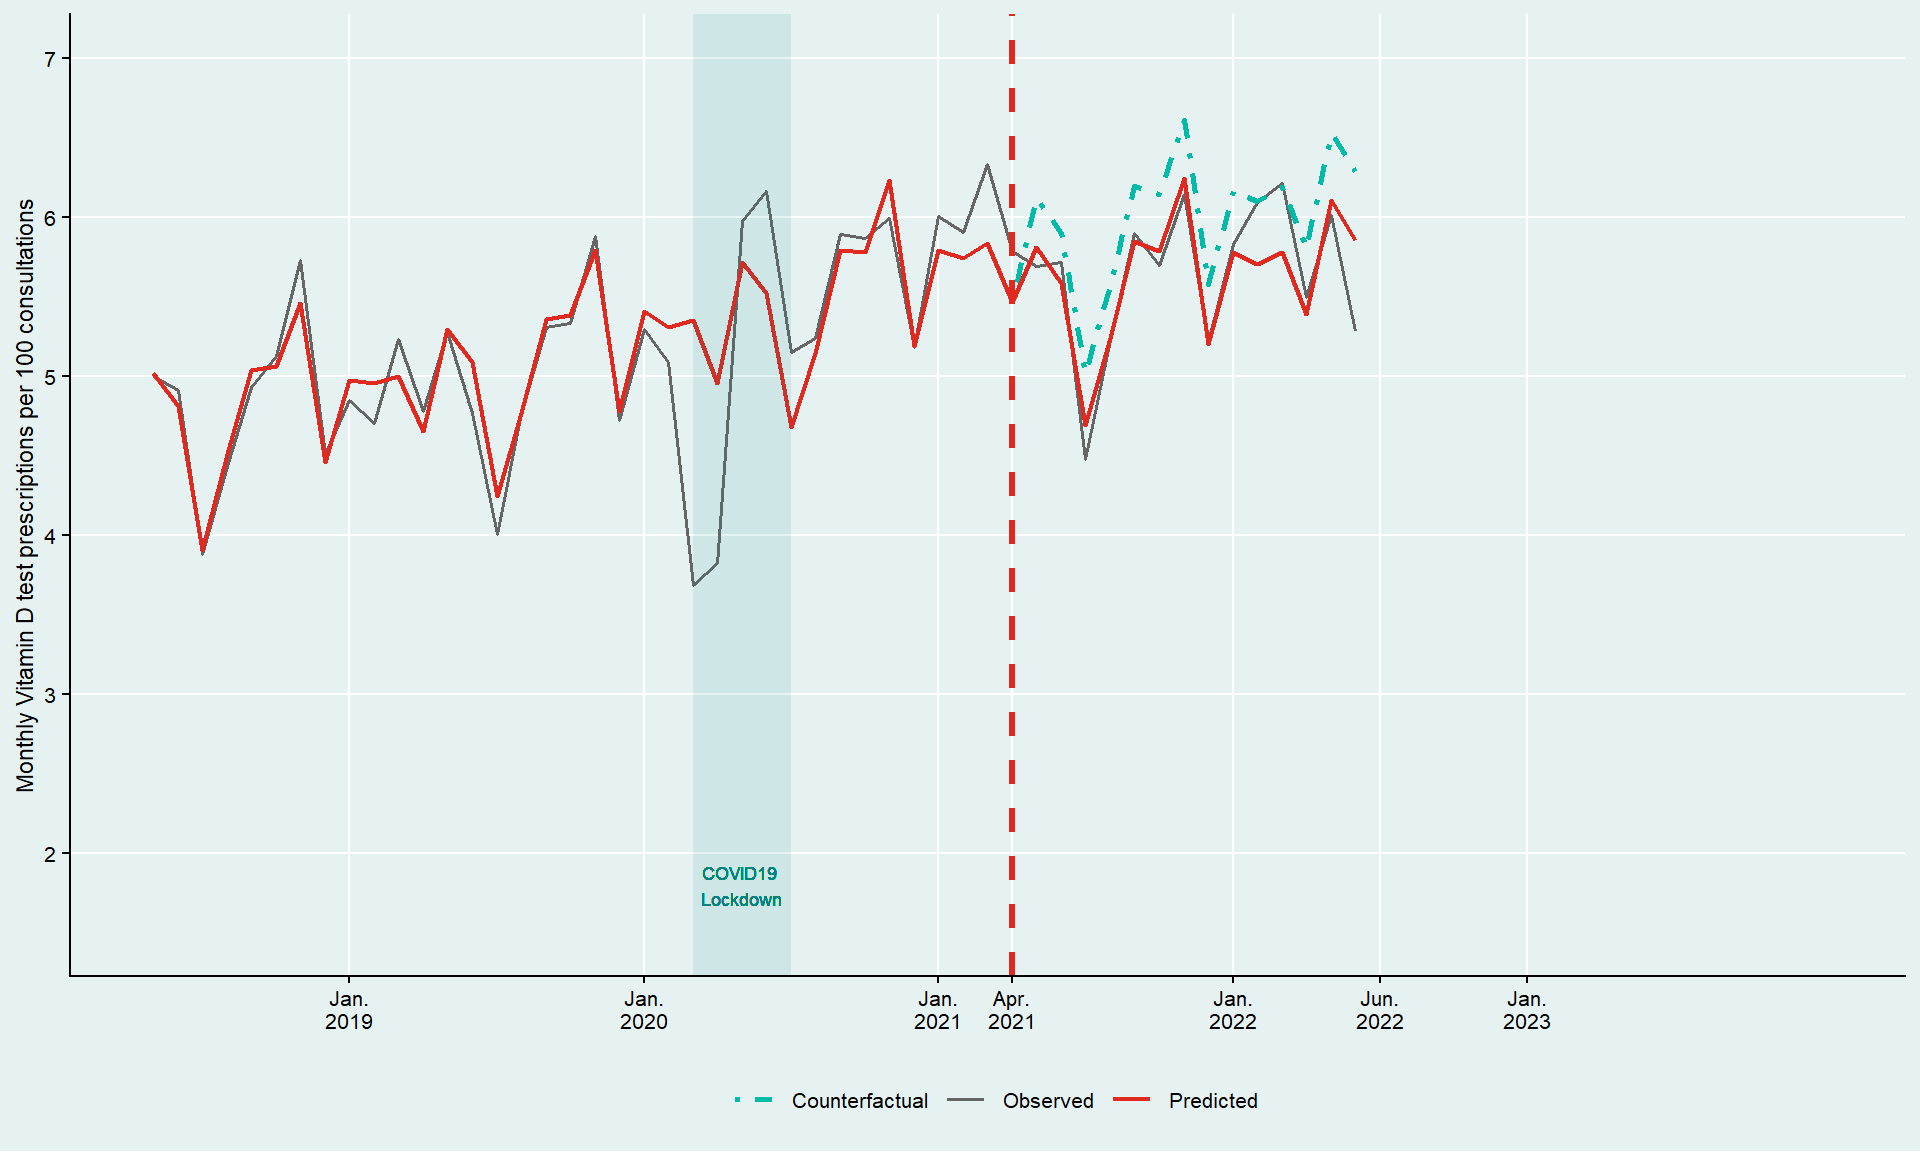 Monthly Vitamin D test prescriptions per 100 consultations
7
6
5
4
3
2
COVID19
Lockdown
Jan.
2019
Jan.
2020
Jan.
2021
Apr.
2021
Jan.
2022
Jun.
2022
Jan.
2023
Counterfactual
Observed
Predicted